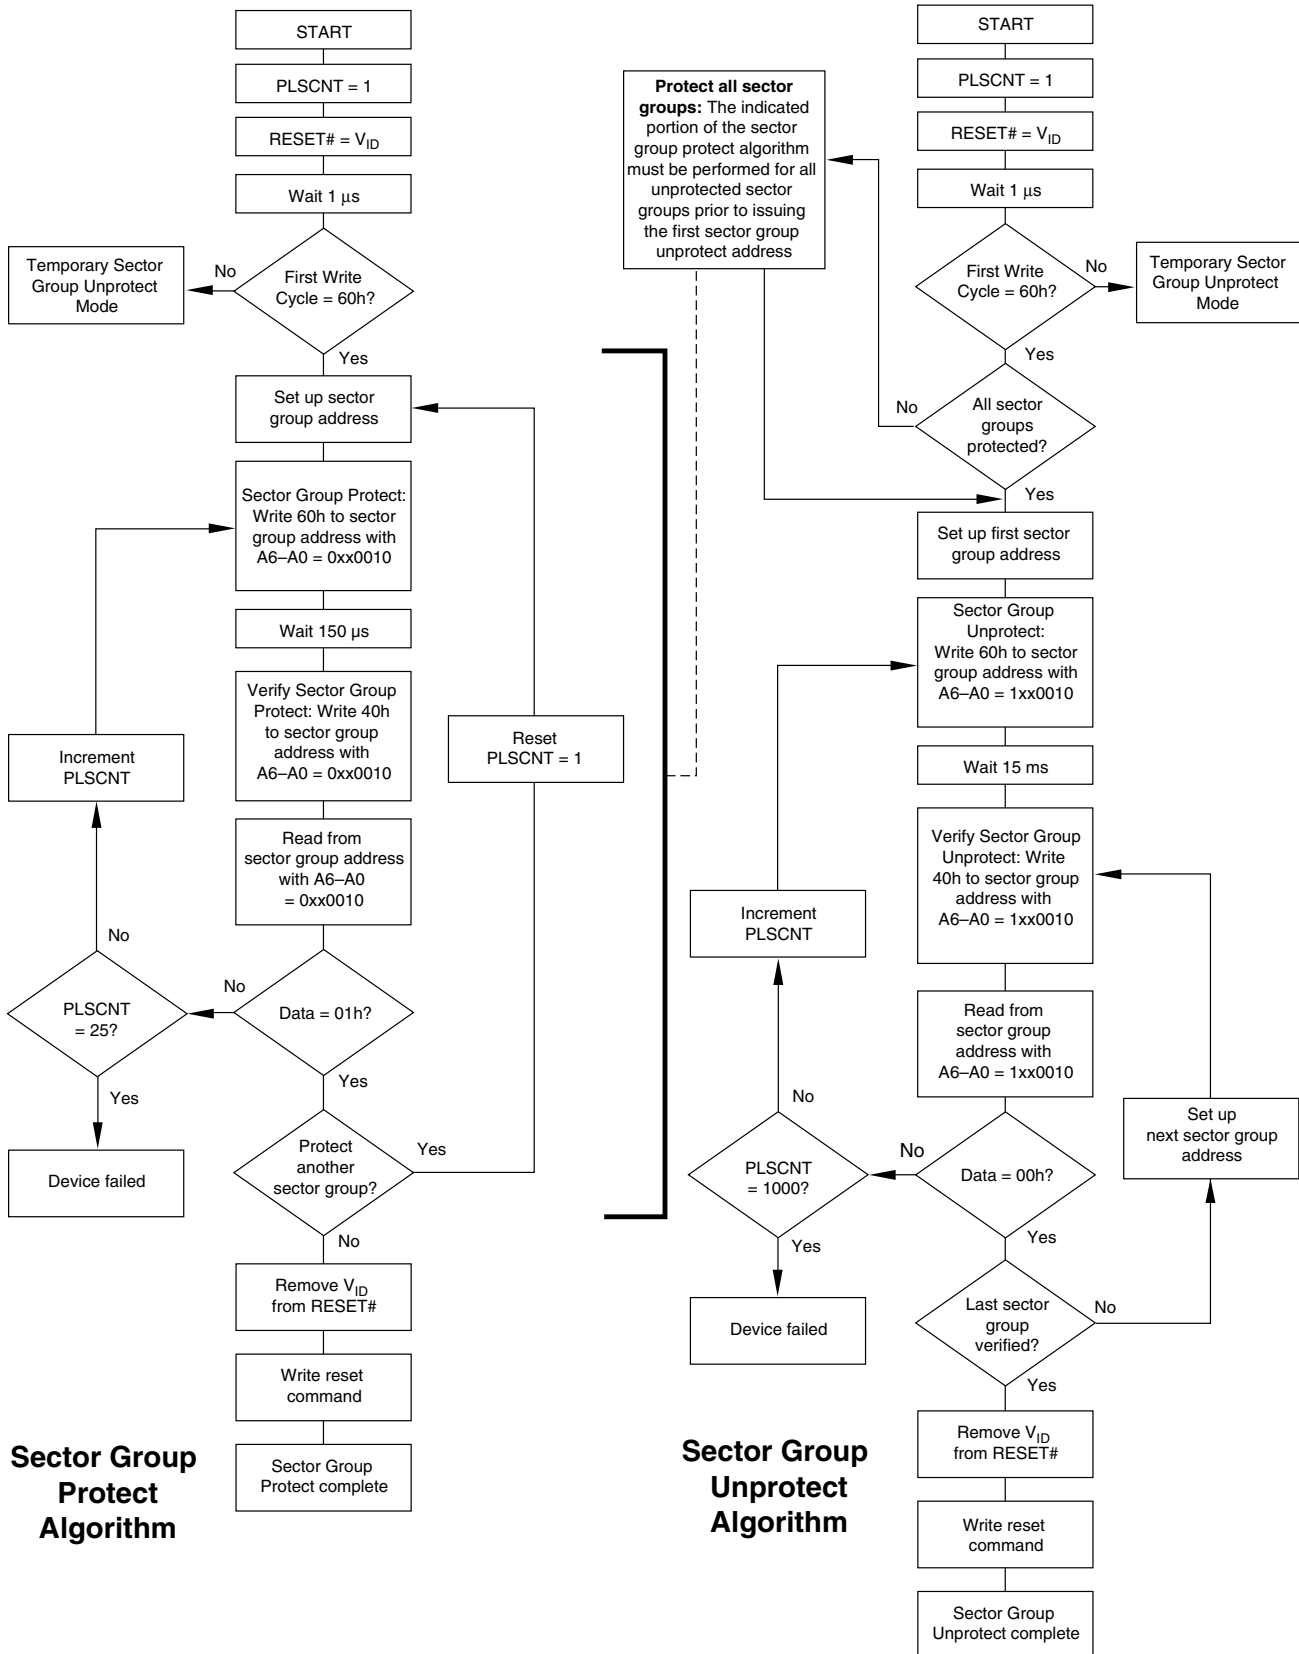 START
PLSCNT = 1
RESET# = VID
Wait 1 μs
First Write
Cycle = 60h?
No
Temporary Sector
Group Unprotect
Mode
Yes
Set up sector
group address
Sector Group Protect:
Write 60h to sector
group address with
A6–A0 = 0xx0010
Wait 150 μs
Verify Sector Group
Protect: Write 40h
to sector group
address with
A6–A0 = 0xx0010
Increment
PLSCNT
Reset
PLSCNT = 1
Read from
sector group address
with A6–A0
= 0xx0010
No
PLSCNT
= 25?
No
Data = 01h?
Yes
Yes
Device failed
Protect
another
sector group?
Yes
No
Remove VID
from RESET#
Write reset
command
Sector Group
Protect complete
Sector Group
Protect
Algorithm
Protect all sector
groups: The indicated
portion of the sector
group protect algorithm
must be performed for all
unprotected sector
groups prior to issuing
the first sector group
unprotect address
START
PLSCNT = 1
RESET# = VID
Wait 1 μs
First Write
Cycle = 60h?
No
Temporary Sector
Group Unprotect
Mode
Yes
No
All sector
groups
protected?
Yes
Set up first sector
group address
Sector Group
Unprotect:
Write 60h to sector
group address with
A6–A0 = 1xx0010
Wait 15 ms
Verify Sector Group
Unprotect: Write
40h to sector group
address with
A6–A0 = 1xx0010
Increment
PLSCNT
Read from
sector group
address with
A6–A0 = 1xx0010
No
Set up
next sector group
address
No
PLSCNT
= 1000?
Data = 00h?
Yes
Yes
Device failed
Last sector
group
verified?
No
Yes
Remove VID
from RESET#
Write reset
command
Sector Group
Unprotect complete
Sector Group
Unprotect
Algorithm